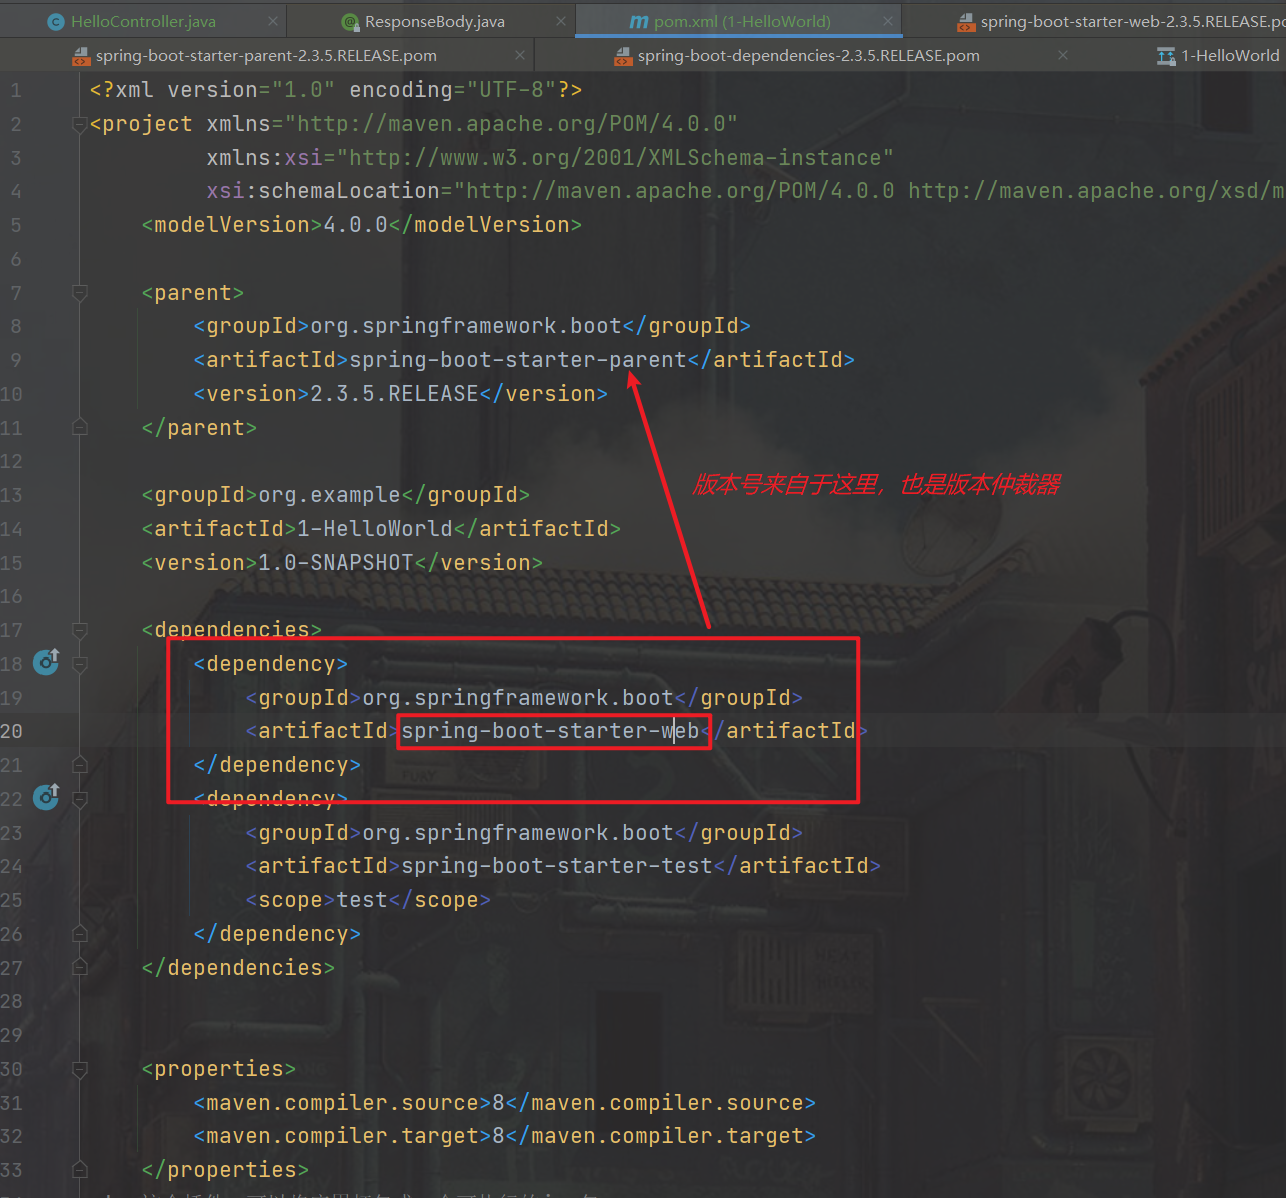 HelloController.java
ResponseBody.java
pom.xml (1-HelloWorld)
spring-boot-starter-web-2.3.5.RELEASE.po
spring-boot-starter-parent-2.3.5.RELEASE.pom
spring-boot-dependencies-2.3.5.RELEASE.pom
1-HelloWorld
1 <?xml version="1.0" encoding="UTF-8"?>
2 <project xmlns="http://maven.apache.org/POM/4.0.0"
3 xmlns:xsi="http://www.w3.org/2001/XMLSchema-instance"
4 xsi:schemaLocation="http://maven.apache.org/POM/4.0.0 http://maven.apache.org/xsd/m
5 <modelVersion>4.0.0</modelVersion>
6
7 <parent>
8 <groupId>org.springframework.boot</groupId>
9 <artifactId>spring-boot-starter-parent</artifactId>
10 <version>2.3.5.RELEASE</version>
11 </parent>
12
版本号来自于这里，也是版本仲裁器
13 <groupId>org.example</groupId>
14 <artifactId>1-HelloWorld</artifactId>
15 <version>1.0-SNAPSHOT</version>
16
17 <dependencies>
18 <dependency>
19 <groupId>org.springframework.boot</groupId>
20 <artifactId>spring-boot-starter-web</artifactId>
21 </dependency>
22 <dependency>
23 <groupId>org.springframework.boot</groupId>
24 <artifactId>spring-boot-starter-test</artifactId>
25 <scope>test</scope>
26 </dependency>
27 </dependencies>
28
29
30 <properties>
31 <maven.compiler.source>8</maven.compiler.source>
32 <maven.compiler.target>8</maven.compiler.target>
33 </properties>